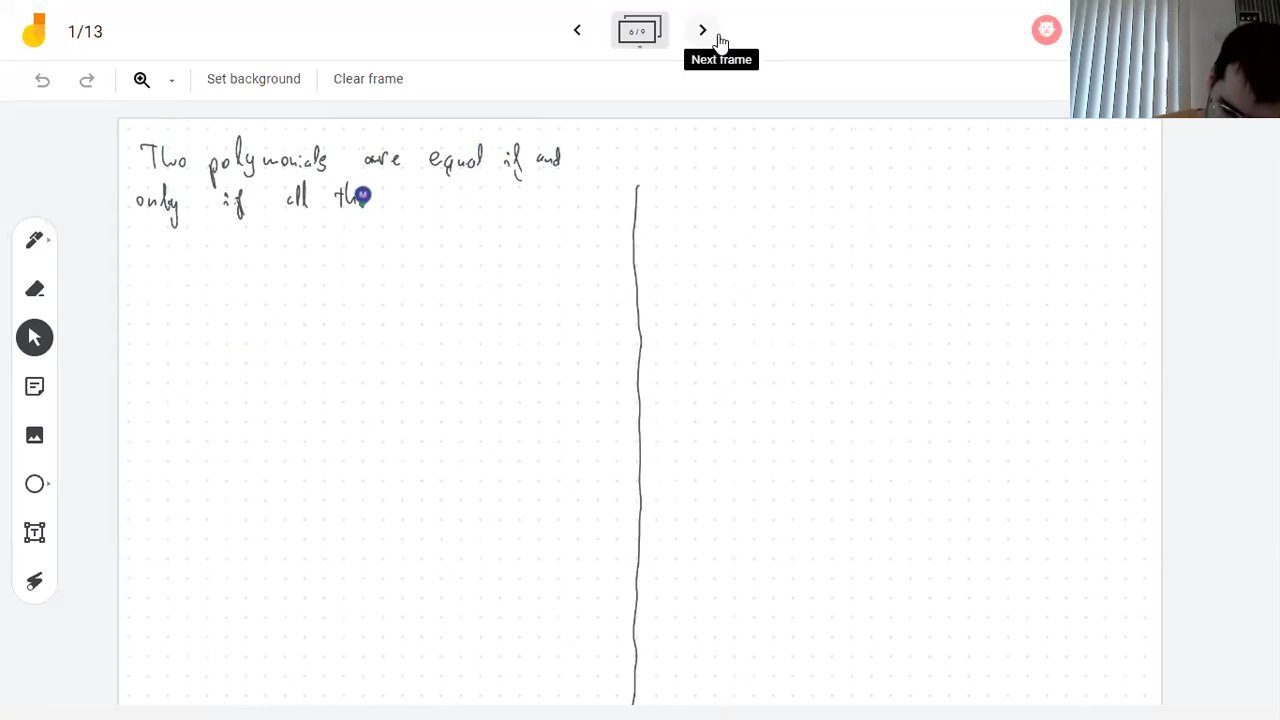 1/13
6 / 9
Next frame
Set background
Clear frame
Two polynomials are equal if and
only if all th
M
T